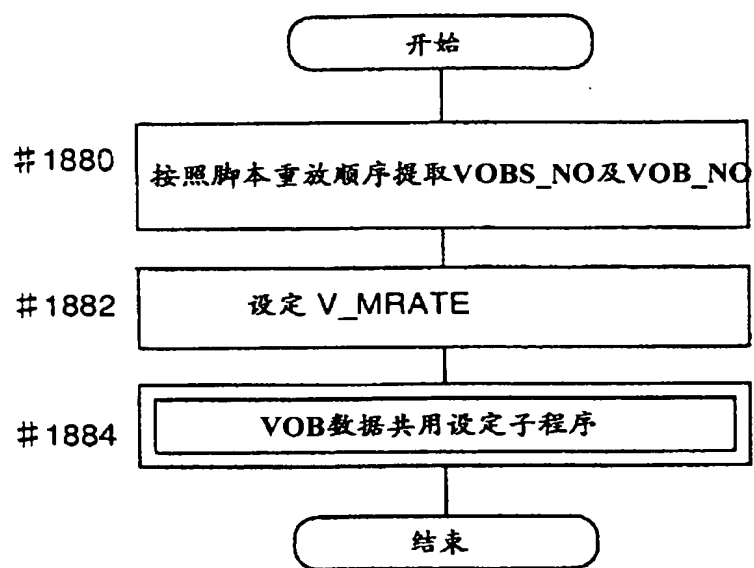 开始
#1880
按照脚本重放顺序提取VOBS_NO及VOB_NO
#1882
设定 V_MRATE
#1884
VOB数据共用设定子程序
结束